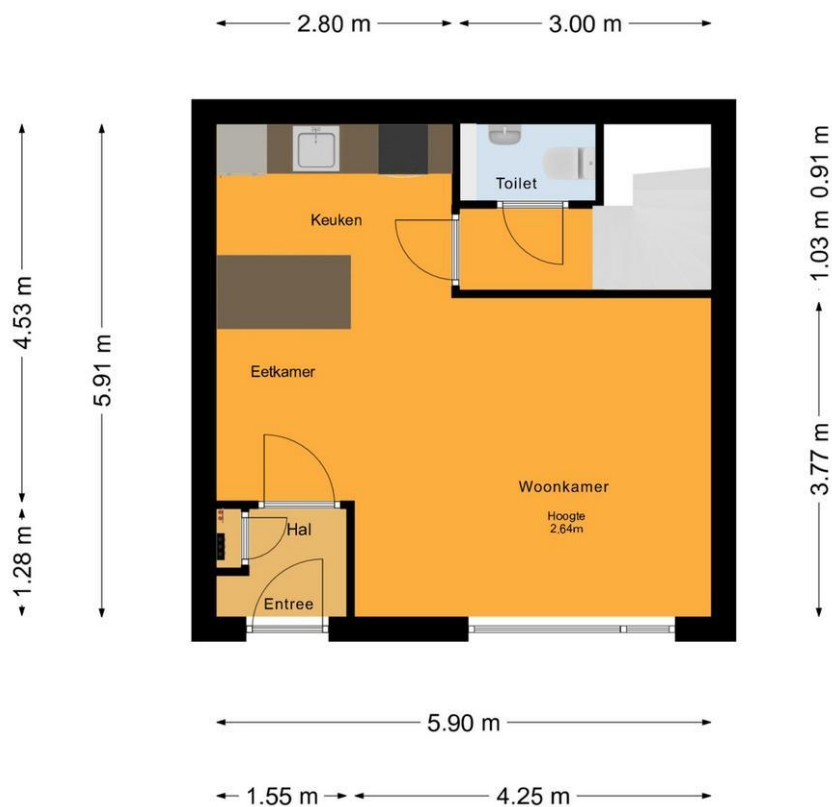 2.80 m
3.00 m
4.53 m
1.28 m
5.91 m
Toilet
Keuken
Eetkamer
Woonkamer
Hoogte
2,64m
Hal
Entree
0.91 m
1.03 m
3.77 m
5.90 m
1.55 m
4.25 m